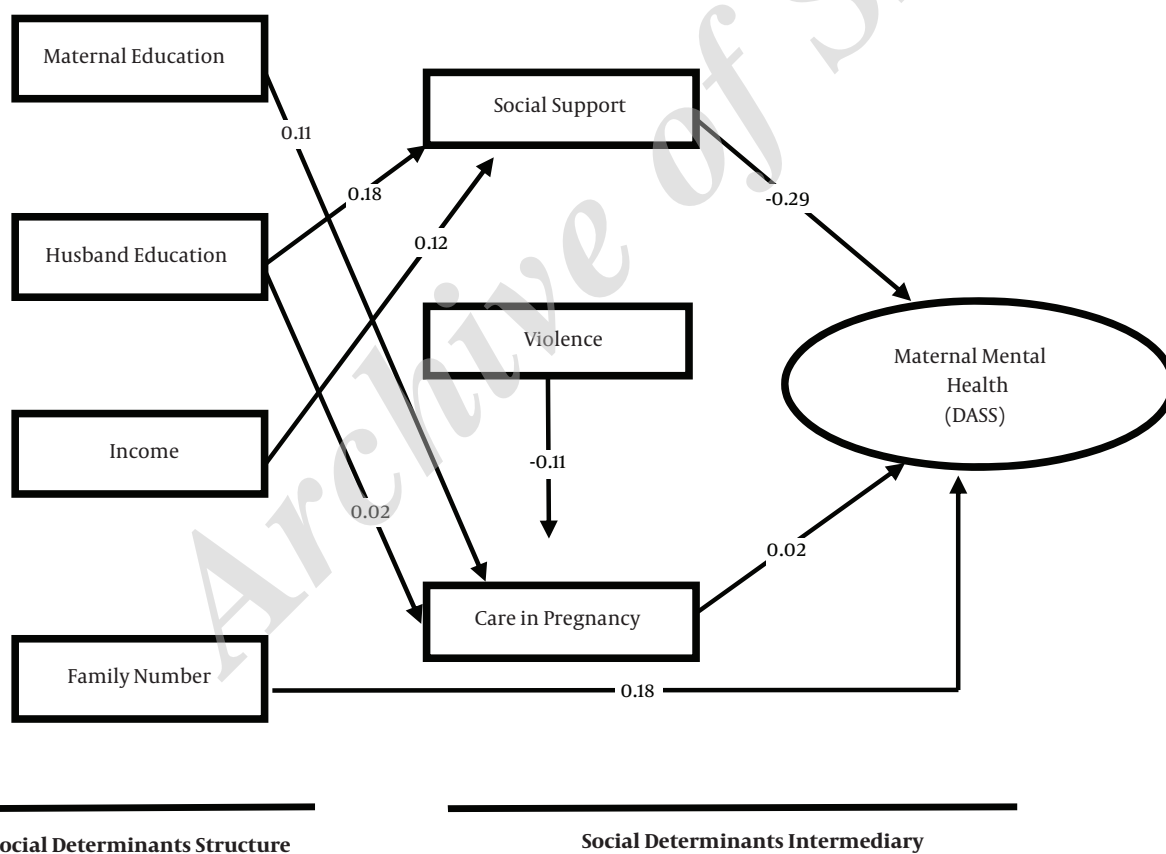 Maternal Education
Social Support
0.11
0.18
-0.29
Husband Education
0.12
Violence
Maternal Mental
Health
(DASS)
Income
-0.11
0.02
0.02
Care in Pregnancy
Family Number
0.18
ocial Determinants Structure
Social Determinants Intermediary
Archive of